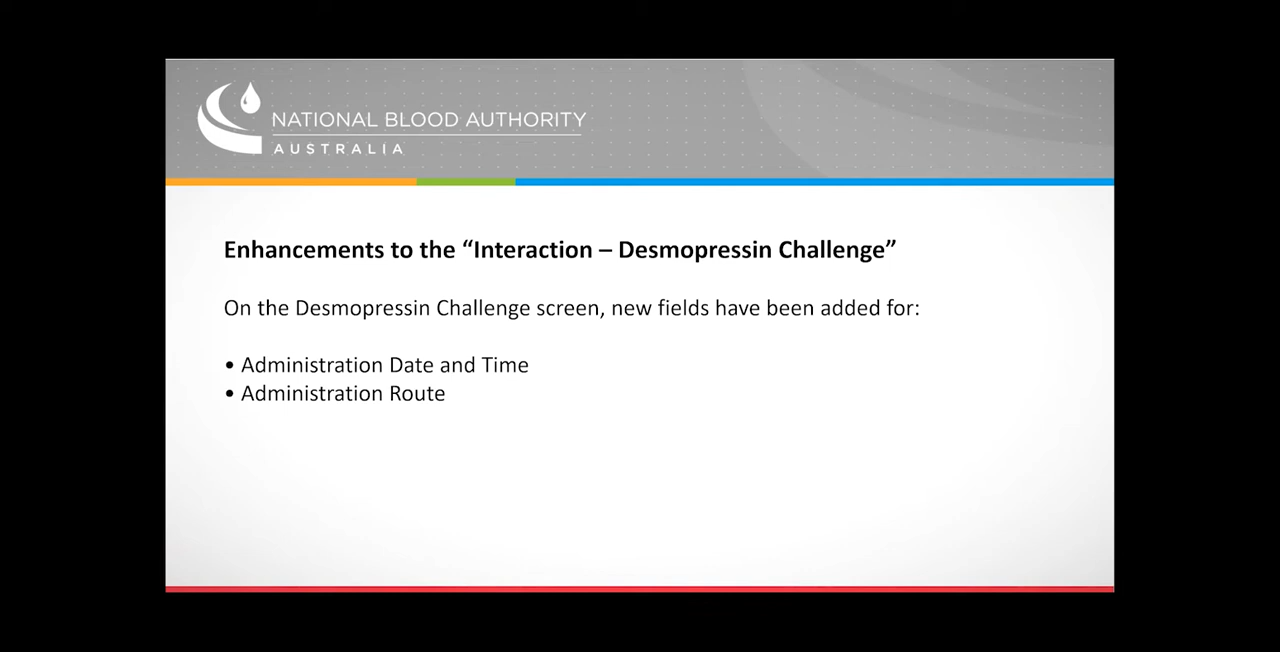 NATIONAL BLOOD AUTHORITY
AUSTRALIA
Enhancements to the “Interaction – Desmopressin Challenge”
On the Desmopressin Challenge screen, new fields have been added for:
• Administration Date and Time
• Administration Route